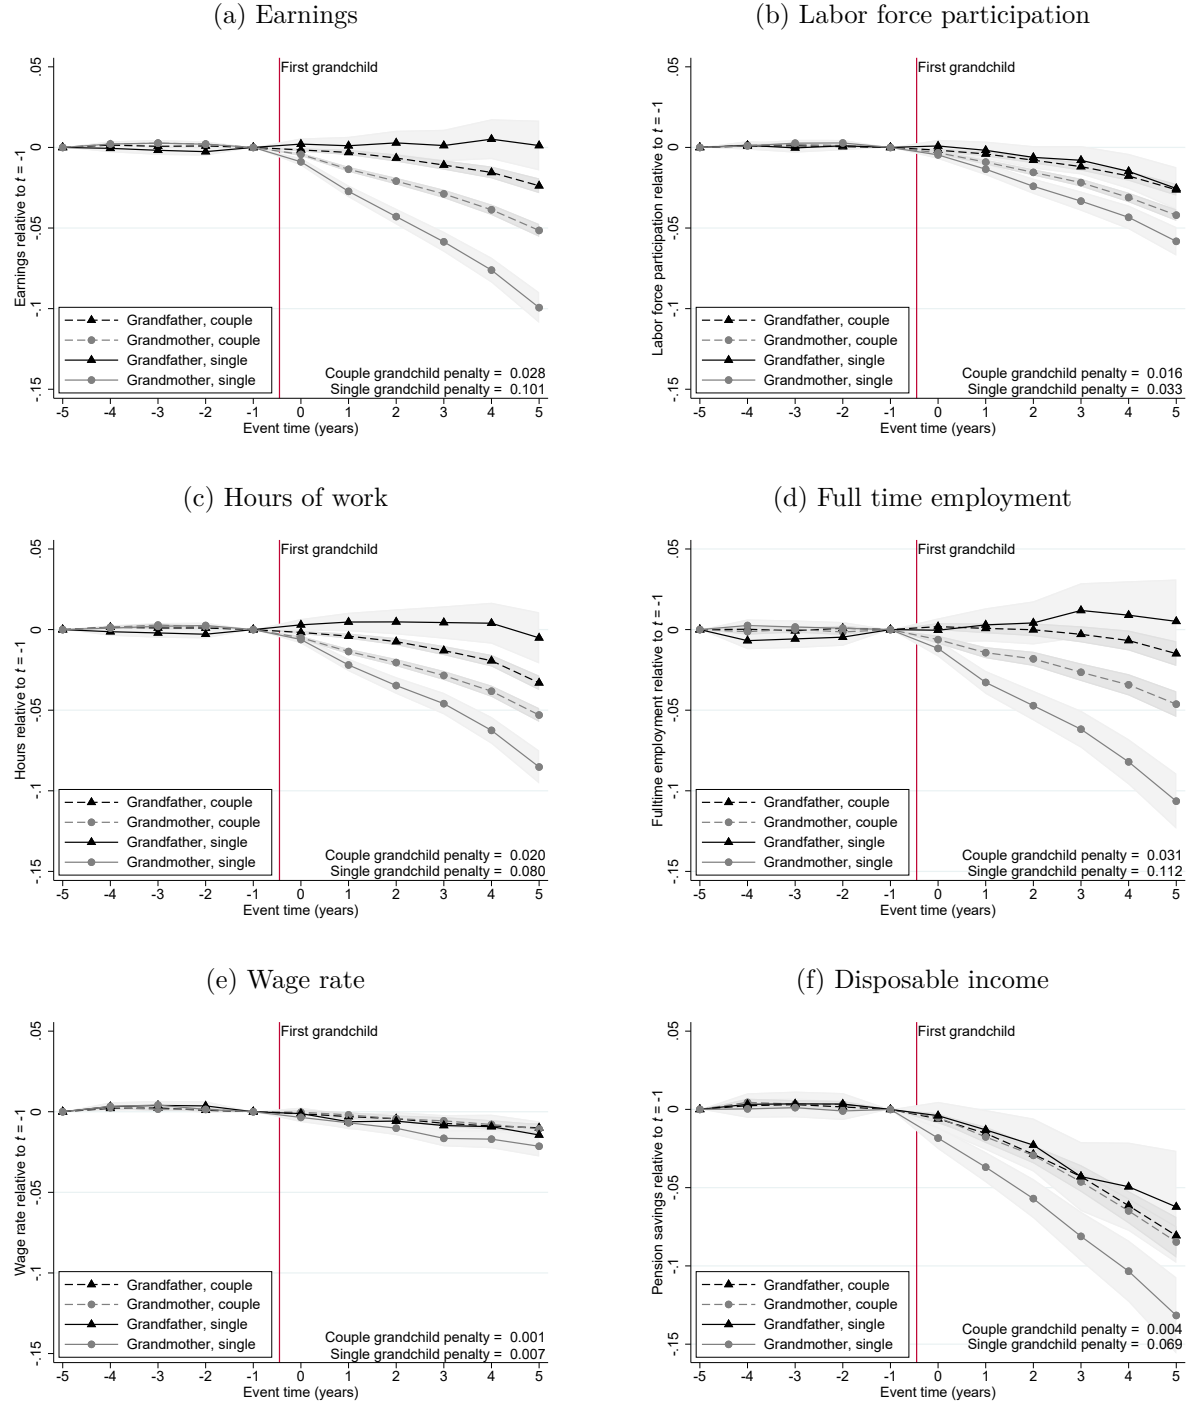 (a) Earnings
First grandchild
Earnings relative to t = -1
.05
0
-.05
-.1
-.15
Grandfather, couple
Grandmother, couple
Grandfather, single
Grandmother, single
Couple grandchild penalty = 0.028
Single grandchild penalty = 0.101
-5 -4 -3 -2 -1 0 1 2 3 4 5
Event time (years)
(b) Labor force participation
First grandchild
Labor force participation relative to t = -1
.05
0
-.05
-.1
-.15
Grandfather, couple
Grandmother, couple
Grandfather, single
Grandmother, single
Couple grandchild penalty = 0.016
Single grandchild penalty = 0.033
-5 -4 -3 -2 -1 0 1 2 3 4 5
Event time (years)
(c) Hours of work
First grandchild
Hours relative to t = -1
.05
0
-.05
-.1
-.15
Grandfather, couple
Grandmother, couple
Grandfather, single
Grandmother, single
Couple grandchild penalty = 0.020
Single grandchild penalty = 0.080
-5 -4 -3 -2 -1 0 1 2 3 4 5
Event time (years)
(d) Full time employment
First grandchild
Fulltime employment relative to t = -1
.05
0
-.05
-.1
-.15
Grandfather, couple
Grandmother, couple
Grandfather, single
Grandmother, single
Couple grandchild penalty = 0.031
Single grandchild penalty = 0.112
-5 -4 -3 -2 -1 0 1 2 3 4 5
Event time (years)
(e) Wage rate
First grandchild
Wage rate relative to t = -1
.05
0
-.05
-.1
-.15
Grandfather, couple
Grandmother, couple
Grandfather, single
Grandmother, single
Couple grandchild penalty = 0.001
Single grandchild penalty = 0.007
-5 -4 -3 -2 -1 0 1 2 3 4 5
Event time (years)
(f) Disposable income
First grandchild
Pension savings relative to t = -1
.05
0
-.05
-.1
-.15
Grandfather, couple
Grandmother, couple
Grandfather, single
Grandmother, single
Couple grandchild penalty = 0.004
Single grandchild penalty = 0.069
-5 -4 -3 -2 -1 0 1 2 3 4 5
Event time (years)